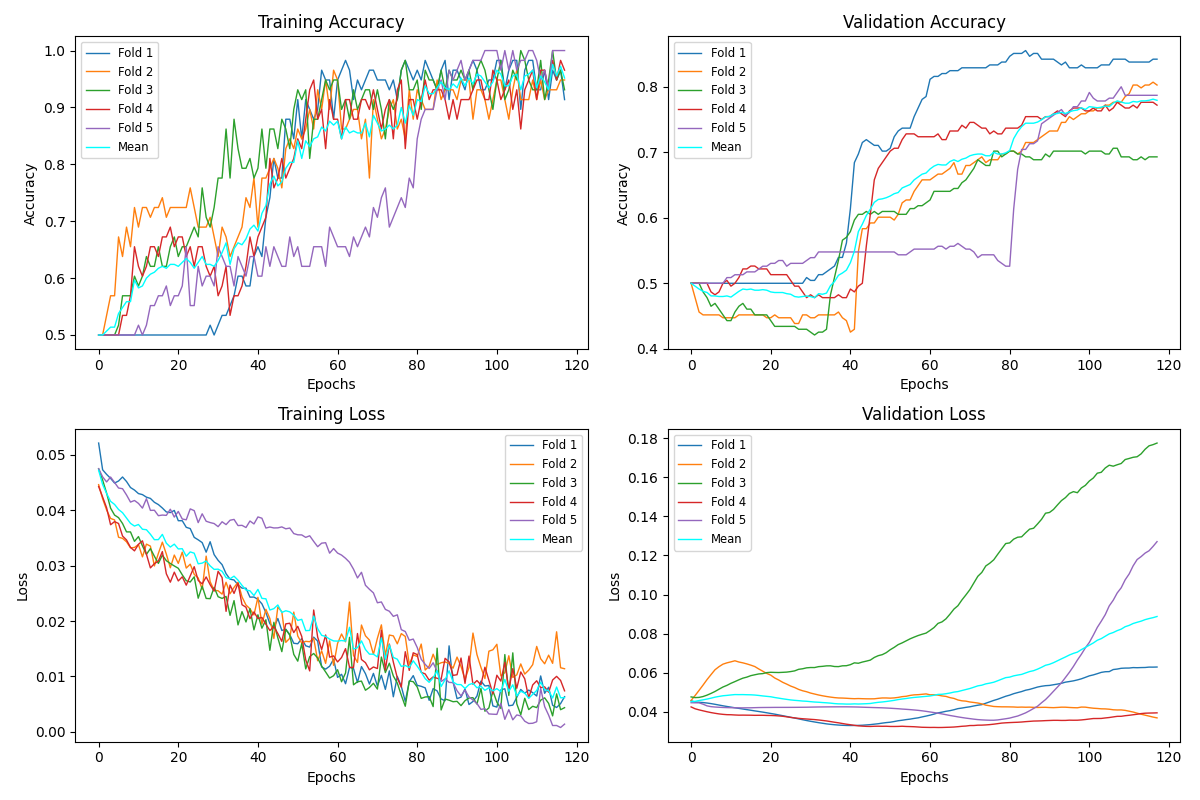 Training Accuracy
Accuracy
1.0
0.9
0.8
0.7
0.6
0.5
Fold 1
Fold 2
Fold 3
Fold 4
Fold 5
Mean
0 20 40 60 80 100 120
Epochs
Validation Accuracy
Accuracy
0.8
0.7
0.6
0.5
0.4
Fold 1
Fold 2
Fold 3
Fold 4
Fold 5
Mean
0 20 40 60 80 100 120
Epochs
Training Loss
Loss
0.05
0.04
0.03
0.02
0.01
0.00
Fold 1
Fold 2
Fold 3
Fold 4
Fold 5
Mean
0 20 40 60 80 100 120
Epochs
Validation Loss
Loss
0.18
0.16
0.14
0.12
0.10
0.08
0.06
0.04
Fold 1
Fold 2
Fold 3
Fold 4
Fold 5
Mean
0 20 40 60 80 100 120
Epochs